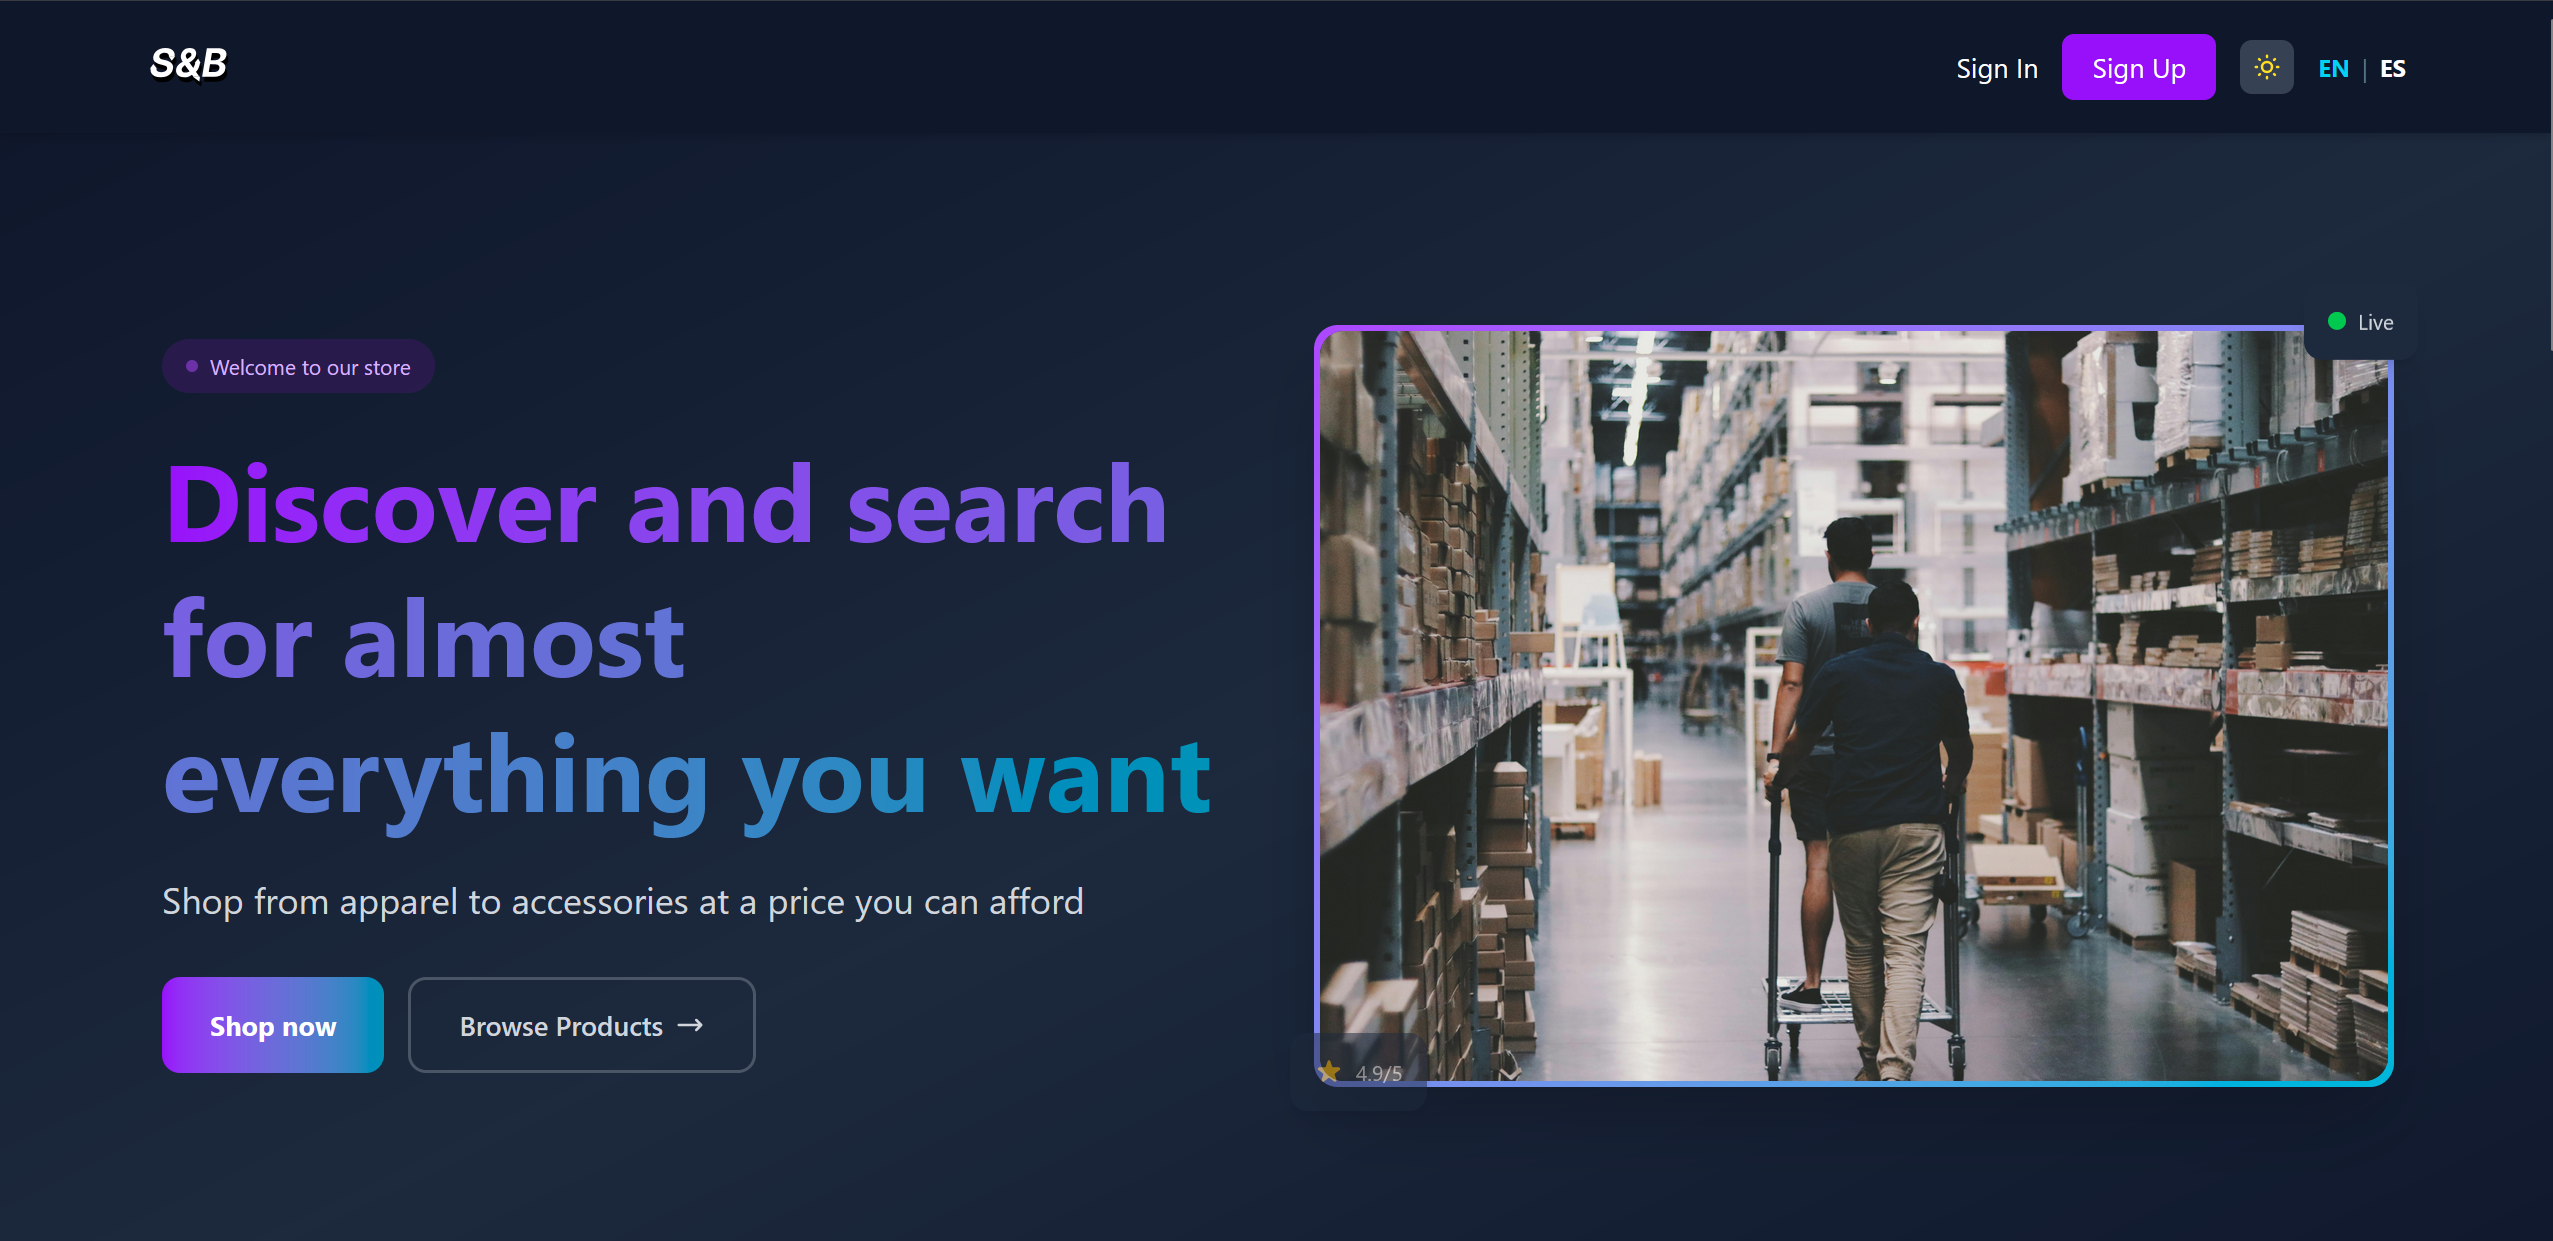 S&B
Sign In
Sign Up
EN | ES
Welcome to our store
Discover and search
for almost
everything you want
Shop from apparel to accessories at a price you can afford
Shop now
Browse Products →
Live
4.9/5